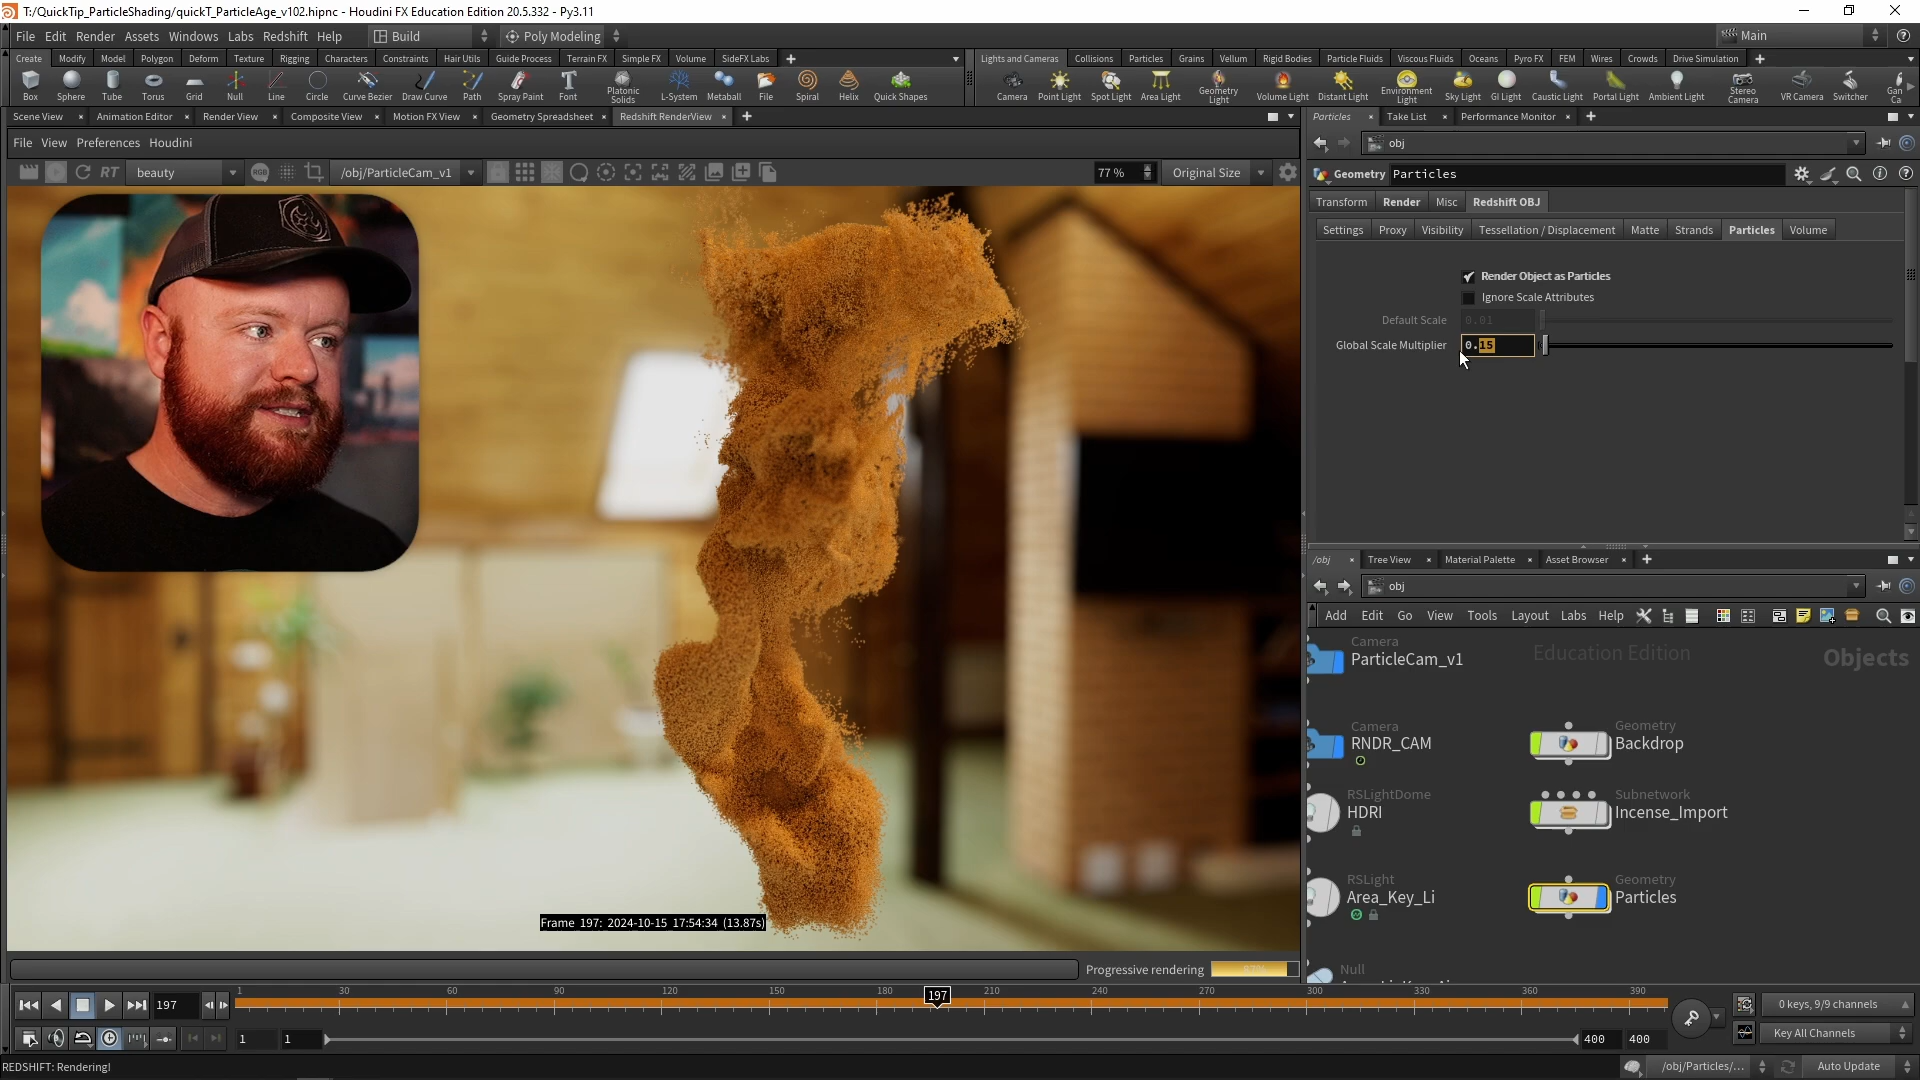 T:/QuickTip_ParticleShading/quickT_ParticleAge_v102.hipnc - Houdini FX Education Edition 20.5.332 - Py3.11
File Edit Render Assets Windows Labs Redshift Help Build Poly Modeling Main
Create Modify Model Polygon Deform Texture Rigging Characters Constraints Hair Utils Guide Process Terrain FX Simple FX Volume SideFX Labs
Lights and Cameras Collisions Particles Grains Vellum Rigid Bodies Particle Fluids Viscous Fluids Oceans Pyro FX FEM Wires Crowds Drive Simulation
Box Sphere Tube Torus Grid Null Line Circle Curve Bezier Draw Curve Path Spray Paint Font Platonic Solids L-System Metaball File Spiral Helix Quick Shapes
Camera Point Light Spot Light Area Light Geometry Light Volume Light Distant Light Environment Light Sky Light GI Light Caustic Light Portal Light Ambient Light Stereo Camera VR Camera Switcher Gan Ca
Scene View Animation Editor Render View Composite View Motion FX View Geometry Spreadsheet Redshift RenderView
Particles Take List Performance Monitor
File View Preferences Houdini
obj
RT beauty RGB /obj/ParticleCam_v1 77 % Original Size
Geometry Particles
Transform Render Misc Redshift OBJ
Settings Proxy Visibility Tessellation / Displacement Matte Strands Particles Volume
Render Object as Particles
Ignore Scale Attributes
Default Scale 0.01
Global Scale Multiplier 0.15
/obj Tree View Material Palette Asset Browser
obj
Add Edit Go View Tools Layout Labs Help
Camera
ParticleCam_v1
Education Edition
Objects
Camera
RNDR_CAM
Geometry
Backdrop
RSLightDome
HDRI
Subnetwork
Incense_Import
RSLight
Area_Key_Li
Geometry
Particles
Null
Frame 197: 2024-10-15 17:54:34 (13.87s)
Progressive rendering
197
1 30 60 90 120 150 180 197 210 240 270 300 330 360 390
0 keys, 9/9 channels
1 1 400 400
Key All Channels
REDSHIFT: Rendering!
/obj/Particles/... Auto Update